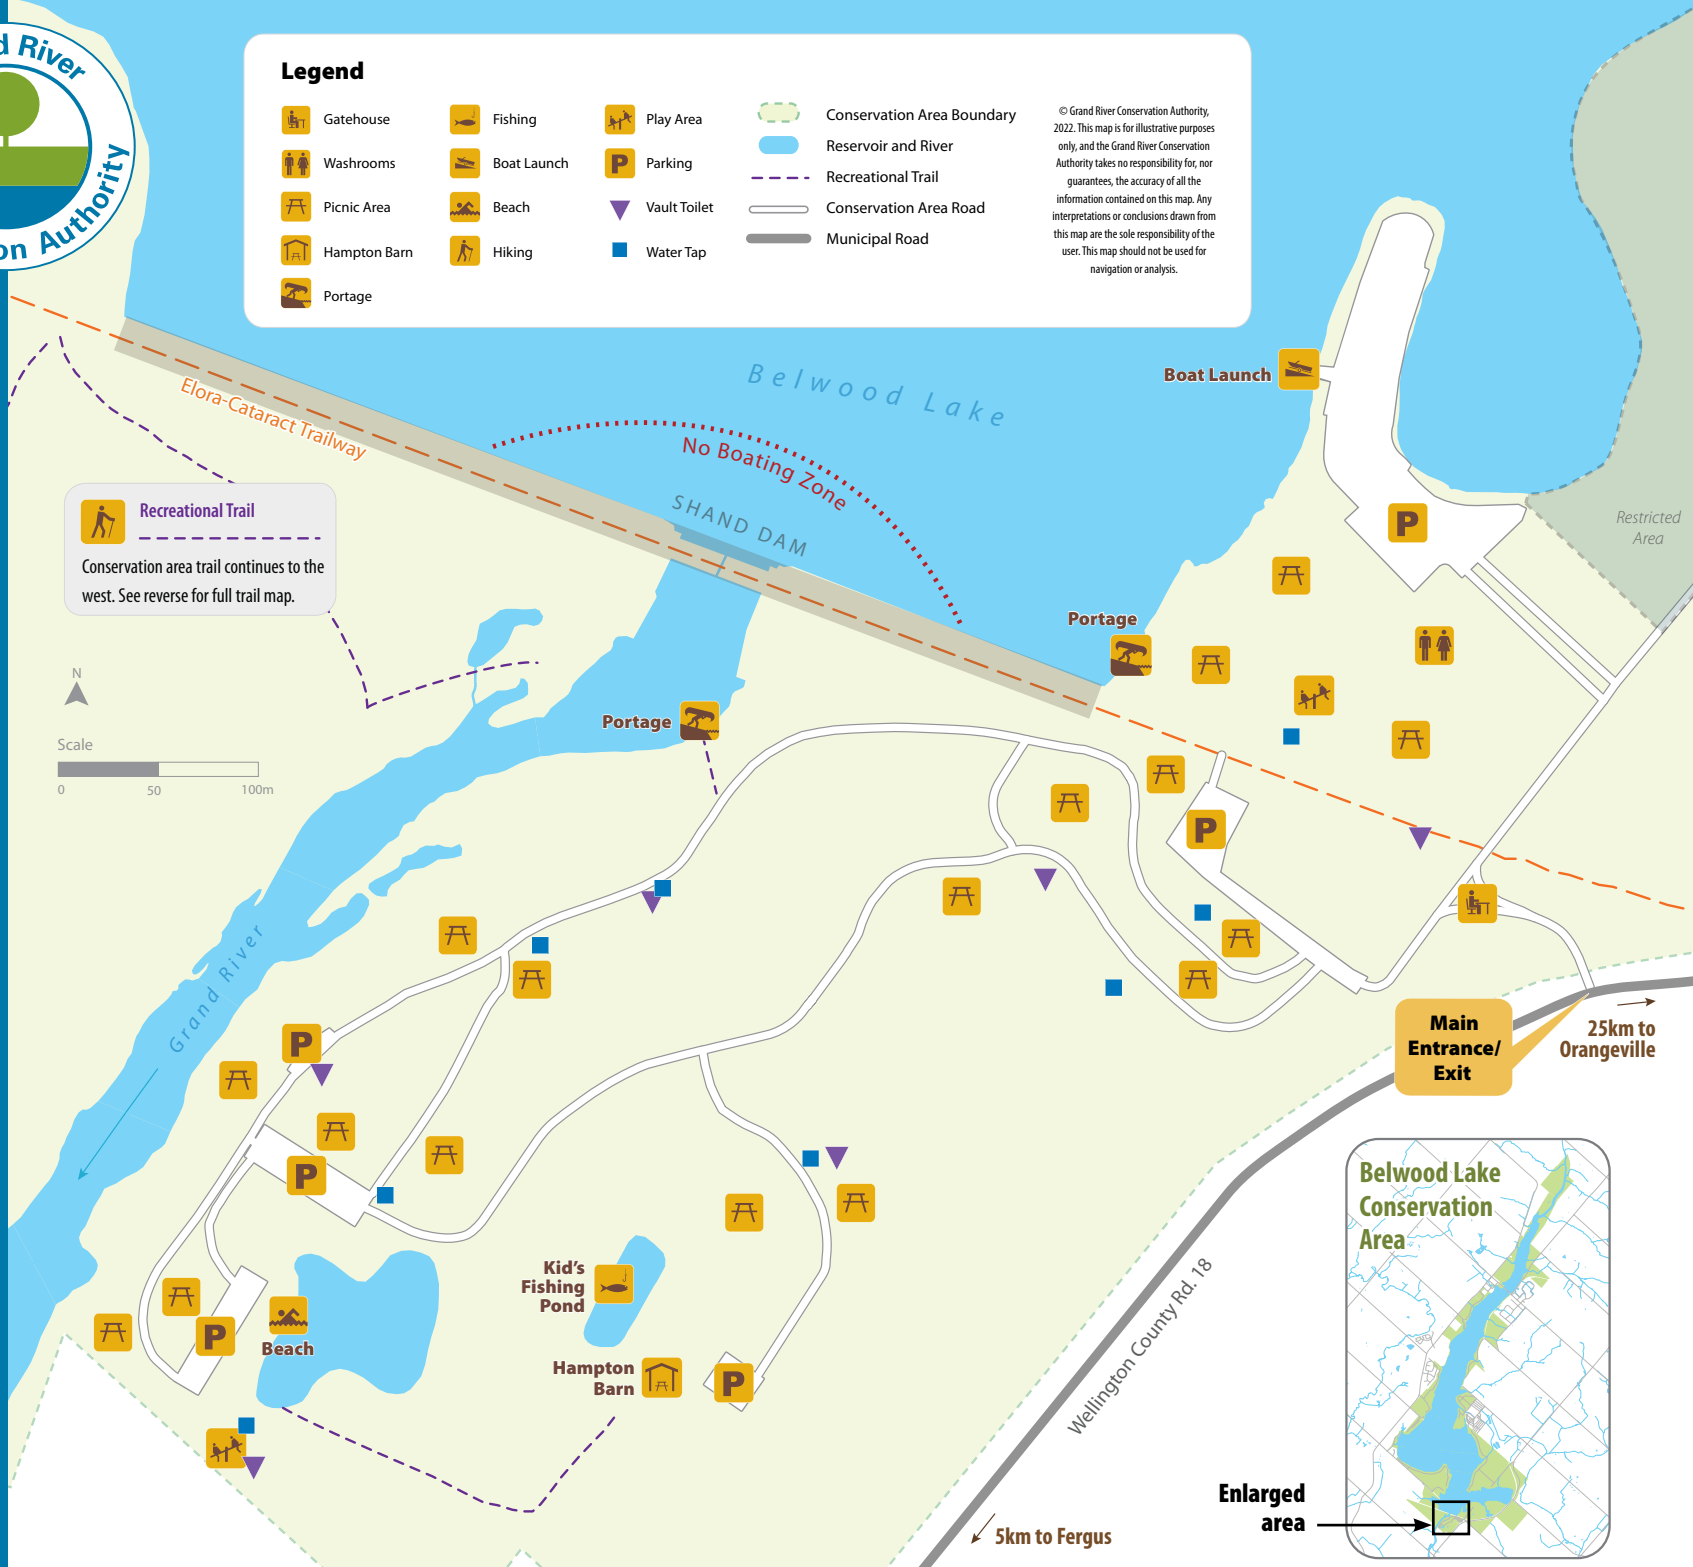 d River
on Authority
Legend
Gatehouse
Washrooms
Picnic Area
Hampton Barn
Portage
Fishing
Boat Launch
Beach
Hiking
Play Area
P Parking
Vault Toilet
Water Tap
Conservation Area Boundary
Reservoir and River
Recreational Trail
Conservation Area Road
Municipal Road
© Grand River Conservation Authority,
2022. This map is for illustrative purposes
only, and the Grand River Conservation
Authority takes no responsibility for, nor
guarantees, the accuracy of all the
information contained on this map. Any
interpretations or conclusions drawn from
this map are the sole responsibility of the
user. This map should not be used for
navigation or analysis.
Belwood Lake
Boat Launch
Elora-Cataract Trailway
No Boating Zone
SHAND DAM
Recreational Trail
Conservation area trail continues to the
west. See reverse for full trail map.
P
Restricted
Area
Portage
N
Scale
0 50 100m
Portage
P
Grand River
P
P
Main
Entrance/
Exit
25km to
Orangeville
Kid's
Fishing
Pond
P
Beach
Hampton
Barn
P
Wellington County Rd. 18
5km to Fergus
Belwood Lake
Conservation
Area
Enlarged
area